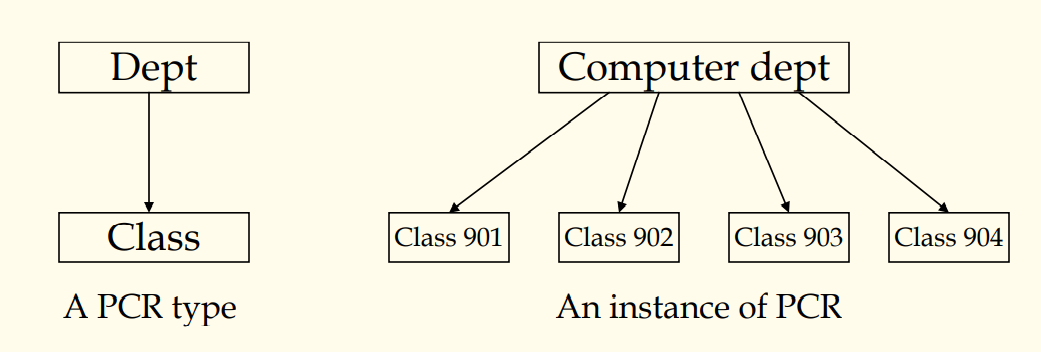 Dept
Computer dept
Class
Class 901
Class 902
Class 903
Class 904
A PCR type
An instance of PCR